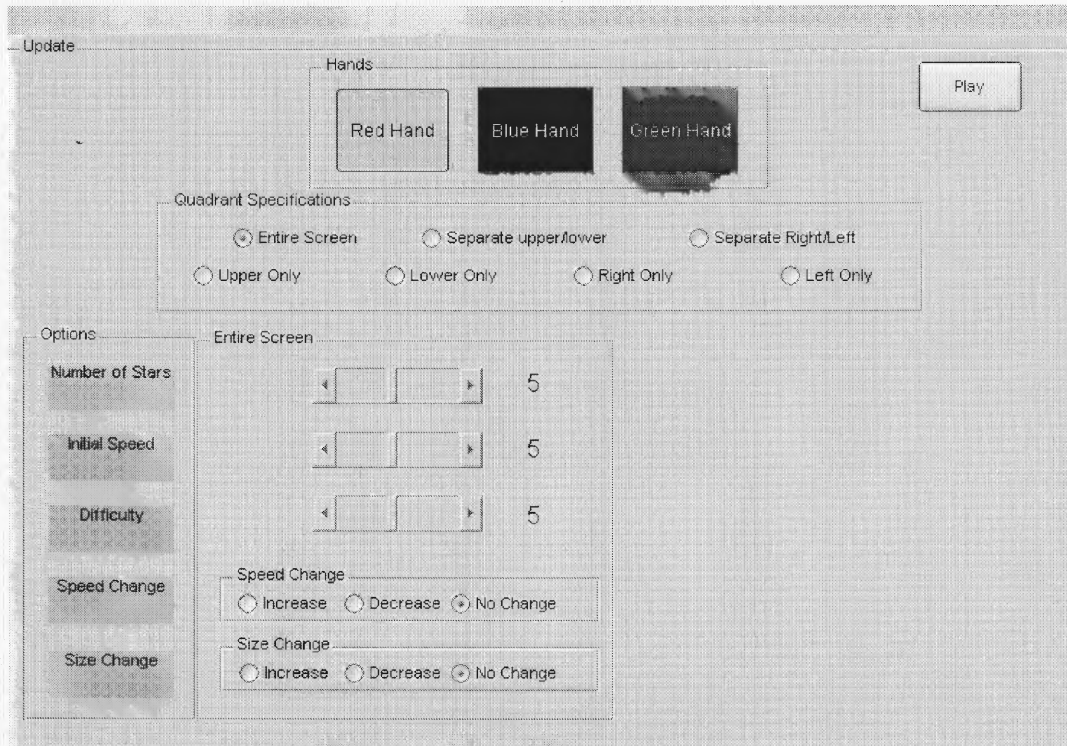 Update
Hands
Play
Red Hand Blue Hand Green Hand
Quadrant Specifications
Entire Screen Separate upper/lower Separate Right/Left
Upper Only Lower Only Right Only Left Only
Options
Entire Screen
Number of Stars 5
Initial Speed 5
Difficulty 5
Speed Change
Speed Change
Increase Decrease No Change
Size Change
Size Change
Increase Decrease No Change